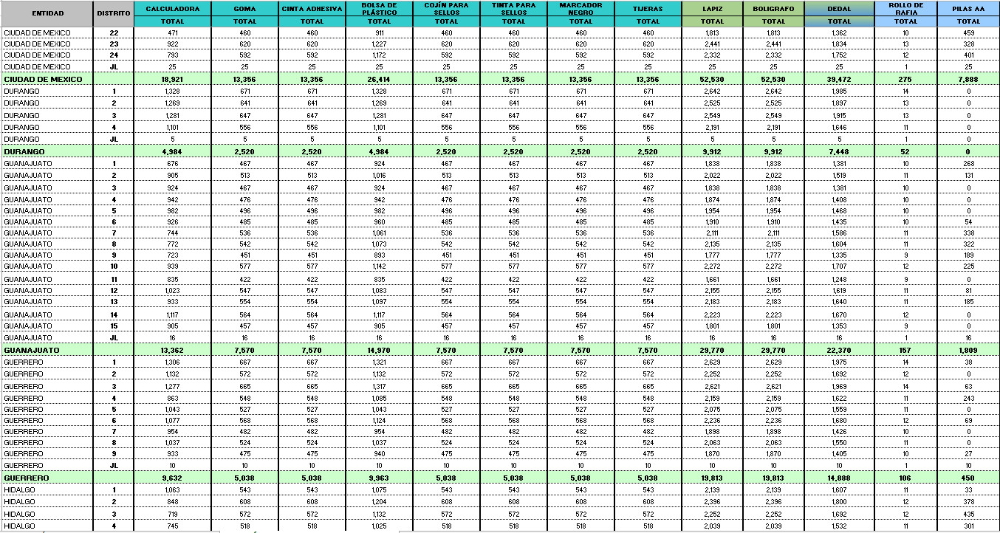 ENTIDAD DISTRITO CALCULADORA GOMA CINTA ADHESIVA BOLSA DE PLÁSTICO COJÍN PARA SELLOS TINTA PARA SELLOS MARCADOR NEGRO TIJERAS LAPIZ BOLIGRAFO DEDAL ROLLO DE RAFIA PILAS AA
TOTAL TOTAL TOTAL TOTAL TOTAL TOTAL TOTAL TOTAL TOTAL TOTAL TOTAL TOTAL TOTAL
CIUDAD DE MEXICO 22 471 460 460 911 460 460 460 460 1,813 1,813 1,362 10 459
CIUDAD DE MEXICO 23 922 620 620 1,227 620 620 620 620 2,441 2,441 1,834 13 328
CIUDAD DE MEXICO 24 793 592 592 1,172 592 592 592 592 2,332 2,332 1,752 12 401
CIUDAD DE MEXICO JL 25 25 25 25 25 25 25 25 25 25 25 1 25
CIUDAD DE MEXICO 18,921 13,356 13,356 26,414 13,356 13,356 13,356 13,356 52,530 52,530 39,472 275 7,888
DURANGO 1 1,328 671 671 1,328 671 671 671 671 2,642 2,642 1,985 14 0
DURANGO 2 1,269 641 641 1,269 641 641 641 641 2,525 2,525 1,897 13 0
DURANGO 3 1,281 647 647 1,281 647 647 647 647 2,549 2,549 1,915 13 0
DURANGO 4 1,101 556 556 1,101 556 556 556 556 2,191 2,191 1,646 11 0
DURANGO JL 5 5 5 5 5 5 5 5 5 5 5 1 0
DURANGO 4,984 2,520 2,520 4,984 2,520 2,520 2,520 2,520 9,912 9,912 7,448 52 0
GUANAJUATO 1 676 467 467 924 467 467 467 467 1,838 1,838 1,381 10 268
GUANAJUATO 2 905 513 513 1,016 513 513 513 513 2,022 2,022 1,519 11 131
GUANAJUATO 3 924 467 467 924 467 467 467 467 1,838 1,838 1,381 10 0
GUANAJUATO 4 942 476 476 942 476 476 476 476 1,874 1,874 1,408 10 0
GUANAJUATO 5 982 496 496 982 496 496 496 496 1,954 1,954 1,468 10 0
GUANAJUATO 6 926 485 485 960 485 485 485 485 1,910 1,910 1,435 10 54
GUANAJUATO 7 744 536 536 1,061 536 536 536 536 2,111 2,111 1,586 11 338
GUANAJUATO 8 772 542 542 1,073 542 542 542 542 2,135 2,135 1,604 11 322
GUANAJUATO 9 723 451 451 893 451 451 451 451 1,777 1,777 1,335 9 189
GUANAJUATO 10 939 577 577 1,142 577 577 577 577 2,272 2,272 1,707 12 225
GUANAJUATO 11 835 422 422 835 422 422 422 422 1,661 1,661 1,248 9 0
GUANAJUATO 12 1,023 547 547 1,083 547 547 547 547 2,155 2,155 1,619 11 81
GUANAJUATO 13 933 554 554 1,097 554 554 554 554 2,183 2,183 1,640 11 185
GUANAJUATO 14 1,117 564 564 1,117 564 564 564 564 2,223 2,223 1,670 12 0
GUANAJUATO 15 905 457 457 905 457 457 457 457 1,801 1,801 1,353 9 0
GUANAJUATO JL 16 16 16 16 16 16 16 16 16 16 16 1 16
GUANAJUATO 13,362 7,570 7,570 14,970 7,570 7,570 7,570 7,570 29,770 29,770 22,370 157 1,809
GUERRERO 1 1,306 667 667 1,321 667 667 667 667 2,629 2,629 1,975 14 38
GUERRERO 2 1,132 572 572 1,132 572 572 572 572 2,252 2,252 1,692 12 0
GUERRERO 3 1,277 665 665 1,317 665 665 665 665 2,621 2,621 1,969 14 63
GUERRERO 4 863 548 548 1,085 548 548 548 548 2,159 2,159 1,622 11 243
GUERRERO 5 1,043 527 527 1,043 527 527 527 527 2,075 2,075 1,559 11 0
GUERRERO 6 1,077 568 568 1,124 568 568 568 568 2,236 2,236 1,680 12 69
GUERRERO 7 954 482 482 954 482 482 482 482 1,898 1,898 1,426 10 0
GUERRERO 8 1,037 524 524 1,037 524 524 524 524 2,063 2,063 1,550 11 0
GUERRERO 9 933 475 475 940 475 475 475 475 1,870 1,870 1,405 10 27
GUERRERO JL 10 10 10 10 10 10 10 10 10 10 10 1 10
GUERRERO 9,632 5,038 5,038 9,963 5,038 5,038 5,038 5,038 19,813 19,813 14,888 106 450
HIDALGO 1 1,063 543 543 1,075 543 543 543 543 2,139 2,139 1,607 11 33
HIDALGO 2 848 608 608 1,204 608 608 608 608 2,396 2,396 1,800 12 378
HIDALGO 3 719 572 572 1,132 572 572 572 572 2,252 2,252 1,692 12 435
HIDALGO 4 745 518 518 1,025 518 518 518 518 2,039 2,039 1,532 11 301